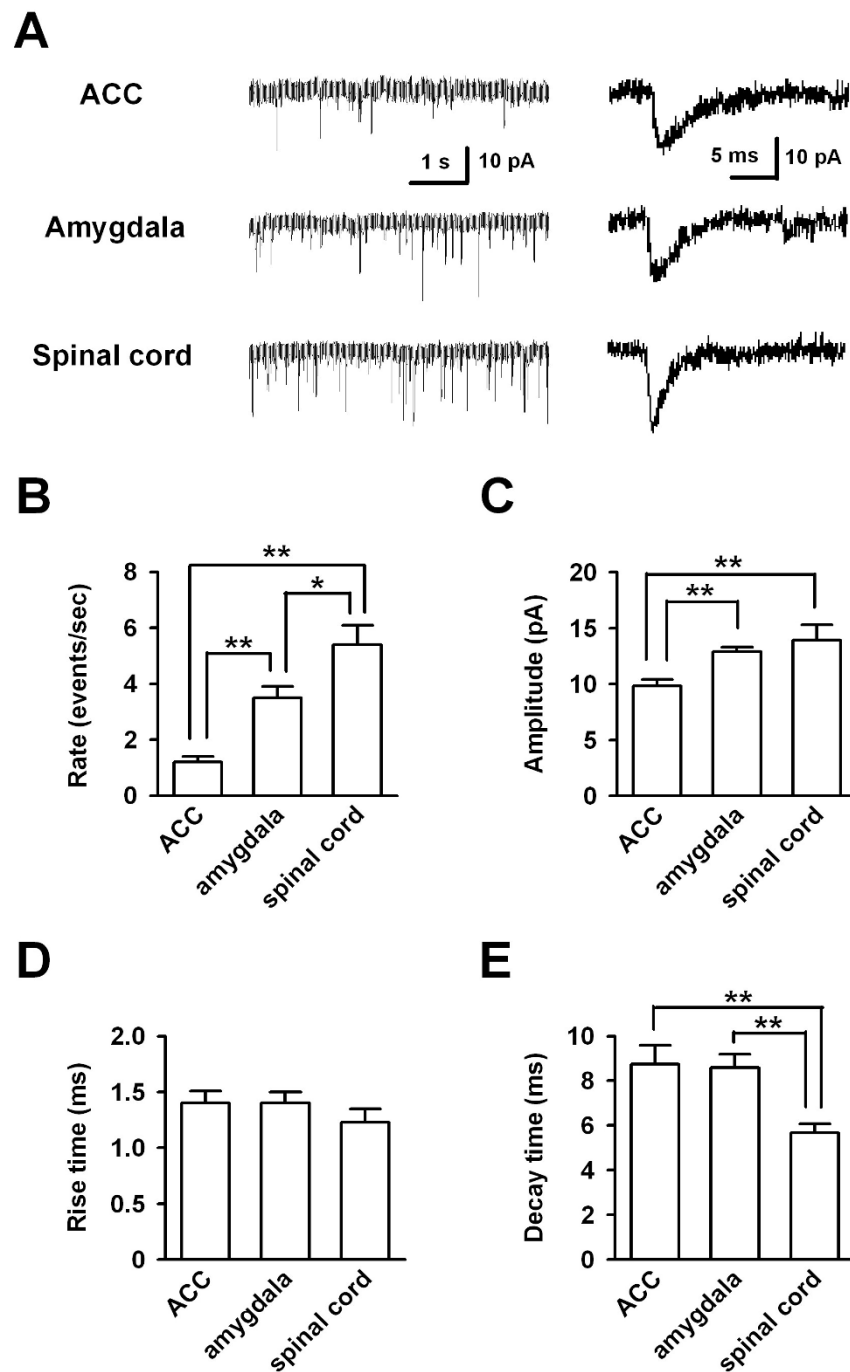 A
ACC
1 s 10 pA
5 ms 10 pA
Amygdala
Spinal cord
B
Rate (events/sec)
8
6
4
2
0
**
*
**
ACC
amygdala
spinal cord
C
Amplitude (pA)
20
15
10
5
0
**
**
ACC
amygdala
spinal cord
D
Rise time (ms)
2.0
1.5
1.0
0.5
0
ACC
amygdala
spinal cord
E
Decay time (ms)
10
8
6
4
2
0
**
**
ACC
amygdala
spinal cord